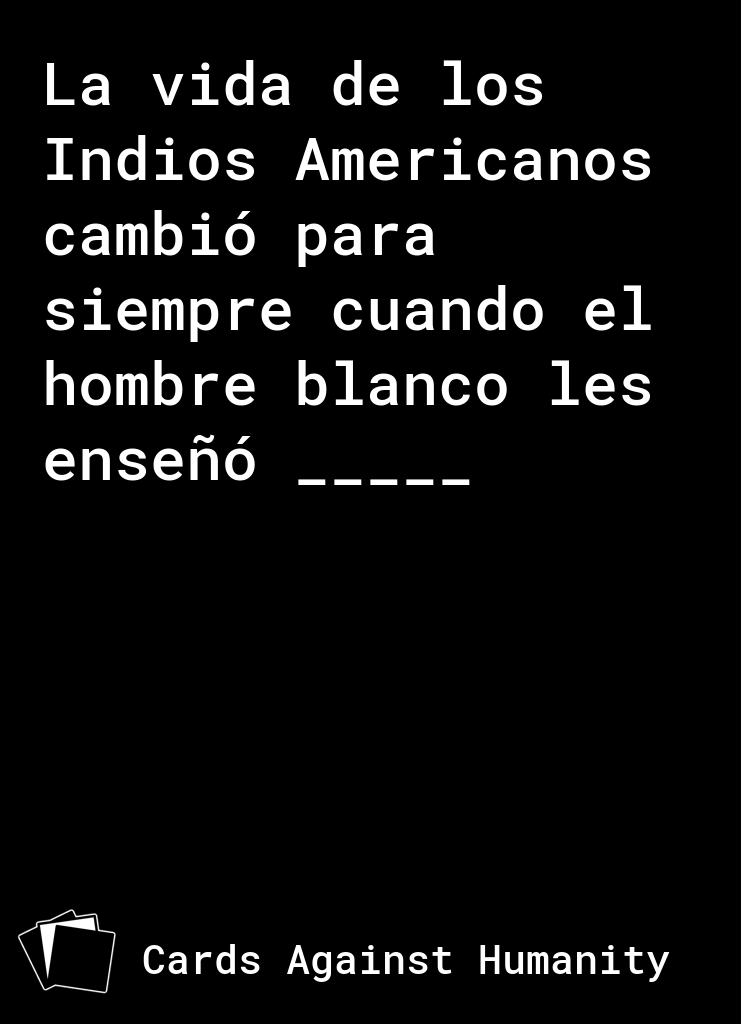 La vida de los
Indios Americanos
cambió para
siempre cuando el
hombre blanco les
enseñó _____
Cards Against Humanity